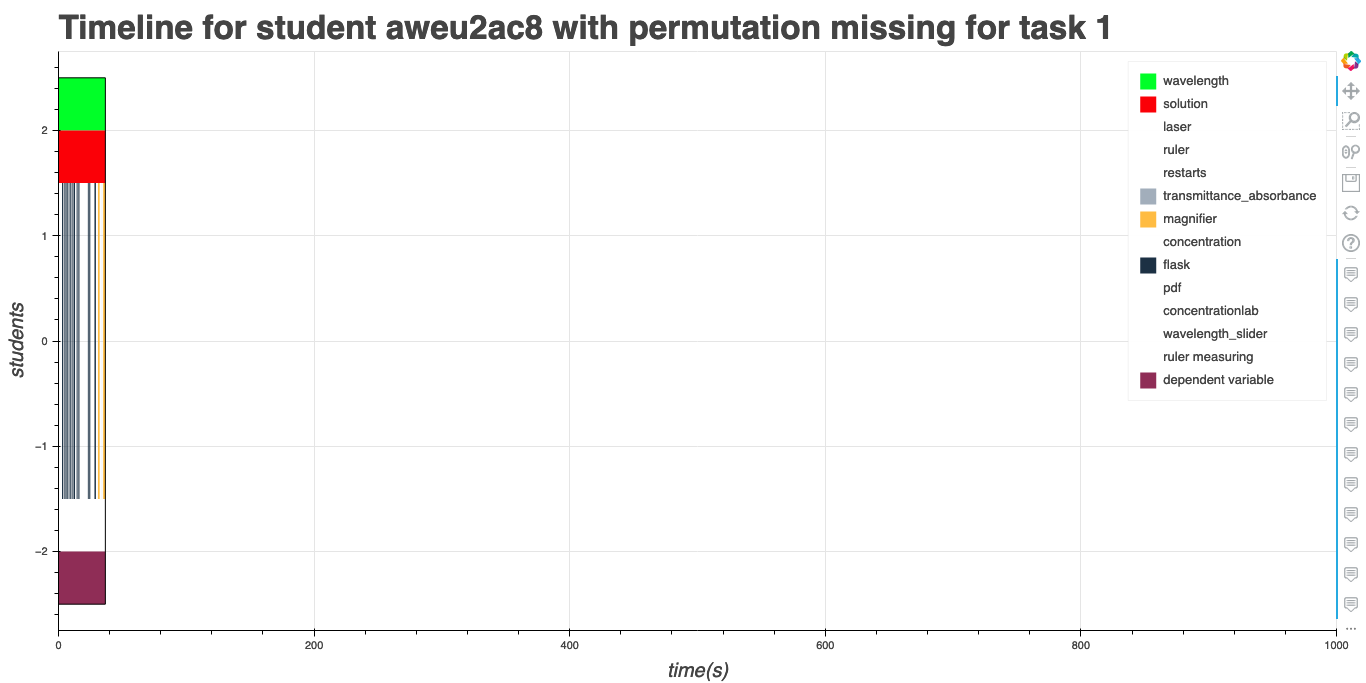 Timeline for student aweu2ac8 with permutation missing for task 1
wavelength
solution
laser
ruler
restarts
transmittance_absorbance
magnifier
concentration
flask
pdf
concentrationlab
wavelength_slider
ruler measuring
dependent variable
students
2
1
0
−1
−2
0 200 400 600 800 1000
time(s)